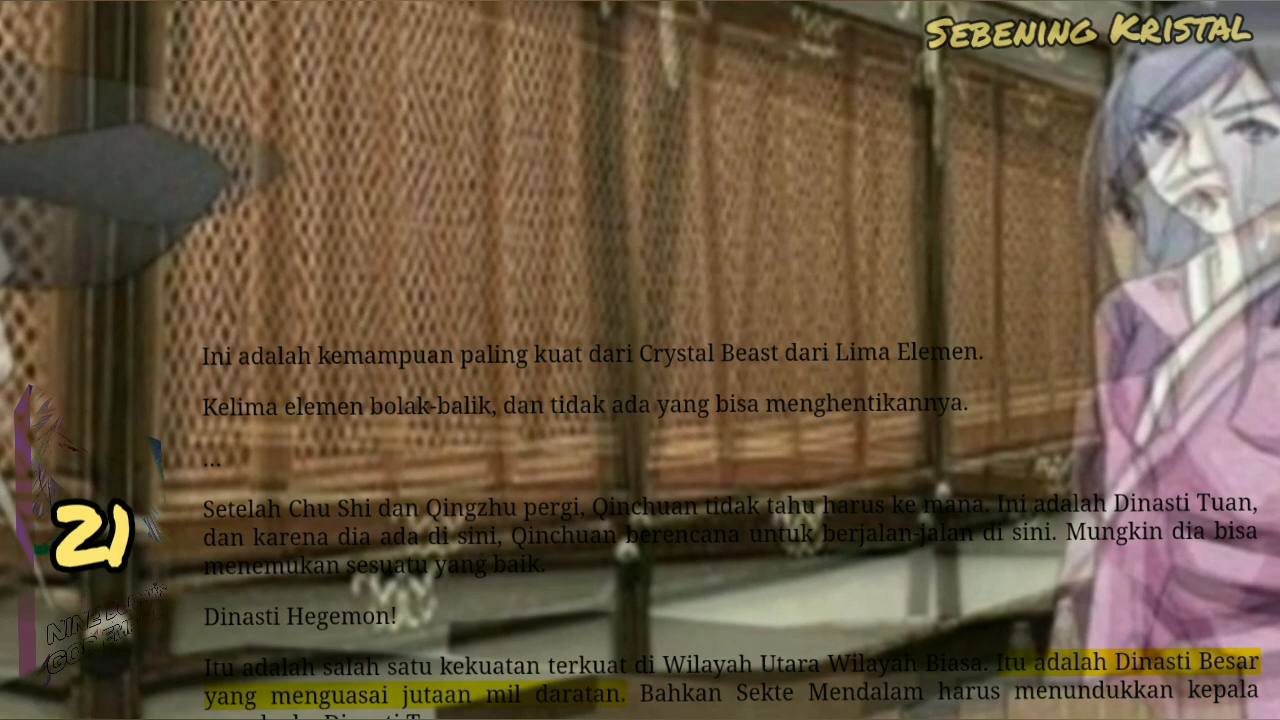 Sebening Kristal
Ini adalah kemampuan paling kuat dari Crystal Beast dari Lima Elemen.
Kelima elemen bolak-balik, dan tidak ada yang bisa menghentikannya.
...
Setelah Chu Shi dan Qingzhu pergi, Qinchuan tidak tahu harus ke mana. Ini adalah Dinasti Tuan,
dan karena dia ada di sini, Qinchuan berencana untuk berjalan-jalan di sini. Mungkin dia bisa
menemukan sesuatu yang baik.
21
Dinasti Hegemon!
Itu adalah salah satu kekuatan terkuat di Wilayah Utara Wilayah Biasa. Itu adalah Dinasti Besar
yang menguasai jutaan mil daratan. Bahkan Sekte Mendalam harus menundukkan kepala